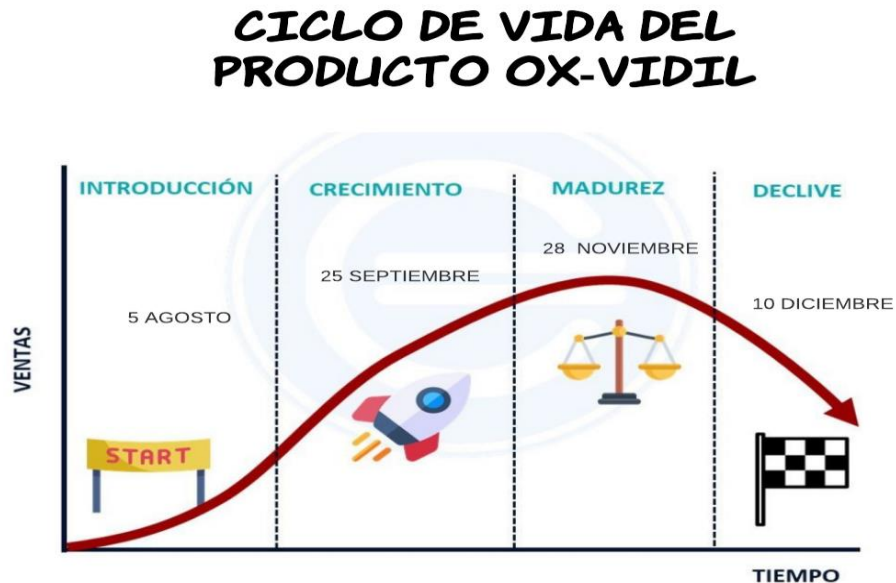 CICLO DE VIDA DEL
PRODUCTO OX-VIDIL
INTRODUCCIÓN
CRECIMIENTO
MADUREZ
DECLIVE
28 NOVIEMBRE
25 SEPTIEMBRE
10 DICIEMBRE
5 AGOSTO
VENTAS
START
TIEMPO